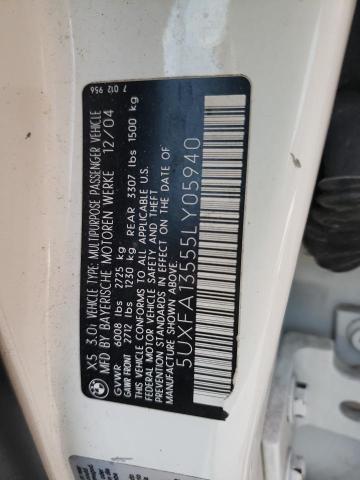 7 012 956
X5 3.0i VEHICLE TYPE: MULTIPURPOSE PASSENGER VEHICLE
MFD BY BAYERISCHE MOTOREN WERKE 12/04
GVWR 6008 lbs 2725 kg
GAWR FRONT 2712 lbs 1230 kg REAR 3307 lbs 1500 kg
THIS VEHICLE CONFORMS TO ALL APPLICABLE U.S.
FEDERAL MOTOR VEHICLE SAFETY AND THEFT
PREVENTION STANDARDS IN EFFECT ON THE
DATE OF MANUFACTURE SHOWN ABOVE
5UXFA13555LY05940
BMW